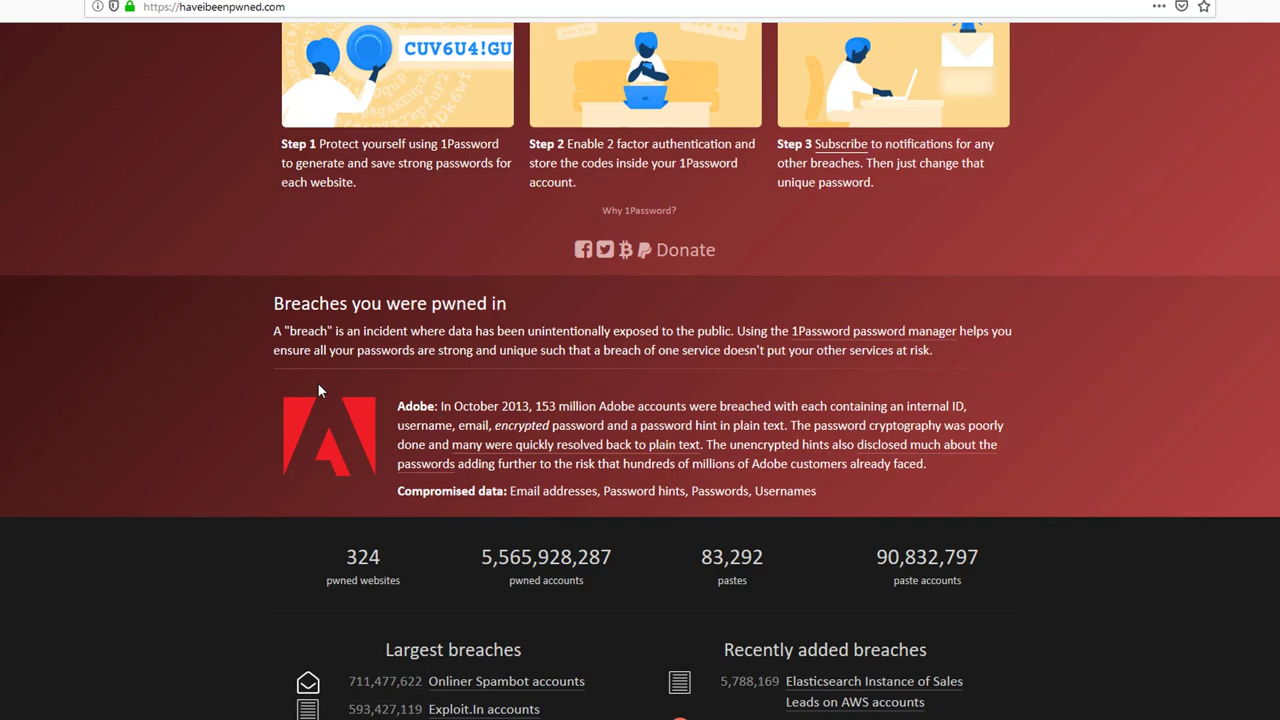 https://haveibeenpwned.com
CUV6U4!GU
Step 1 Protect yourself using 1Password
to generate and save strong passwords for
each website.
Step 2 Enable 2 factor authentication and
store the codes inside your 1Password
account.
Step 3 Subscribe to notifications for any
other breaches. Then just change that
unique password.
Why 1Password?
Donate
Breaches you were pwned in
A "breach" is an incident where data has been unintentionally exposed to the public. Using the 1Password password manager helps you
ensure all your passwords are strong and unique such that a breach of one service doesn't put your other services at risk.
Adobe: In October 2013, 153 million Adobe accounts were breached with each containing an internal ID,
username, email, encrypted password and a password hint in plain text. The password cryptography was poorly
done and many were quickly resolved back to plain text. The unencrypted hints also disclosed much about the
passwords adding further to the risk that hundreds of millions of Adobe customers already faced.
Compromised data: Email addresses, Password hints, Passwords, Usernames
324 5,565,928,287 83,292 90,832,797
pwned websites pwned accounts pastes paste accounts
Largest breaches
711,477,622 Onliner Spambot accounts
593,427,119 Exploit.In accounts
Recently added breaches
5,788,169 Elasticsearch Instance of Sales
Leads on AWS accounts